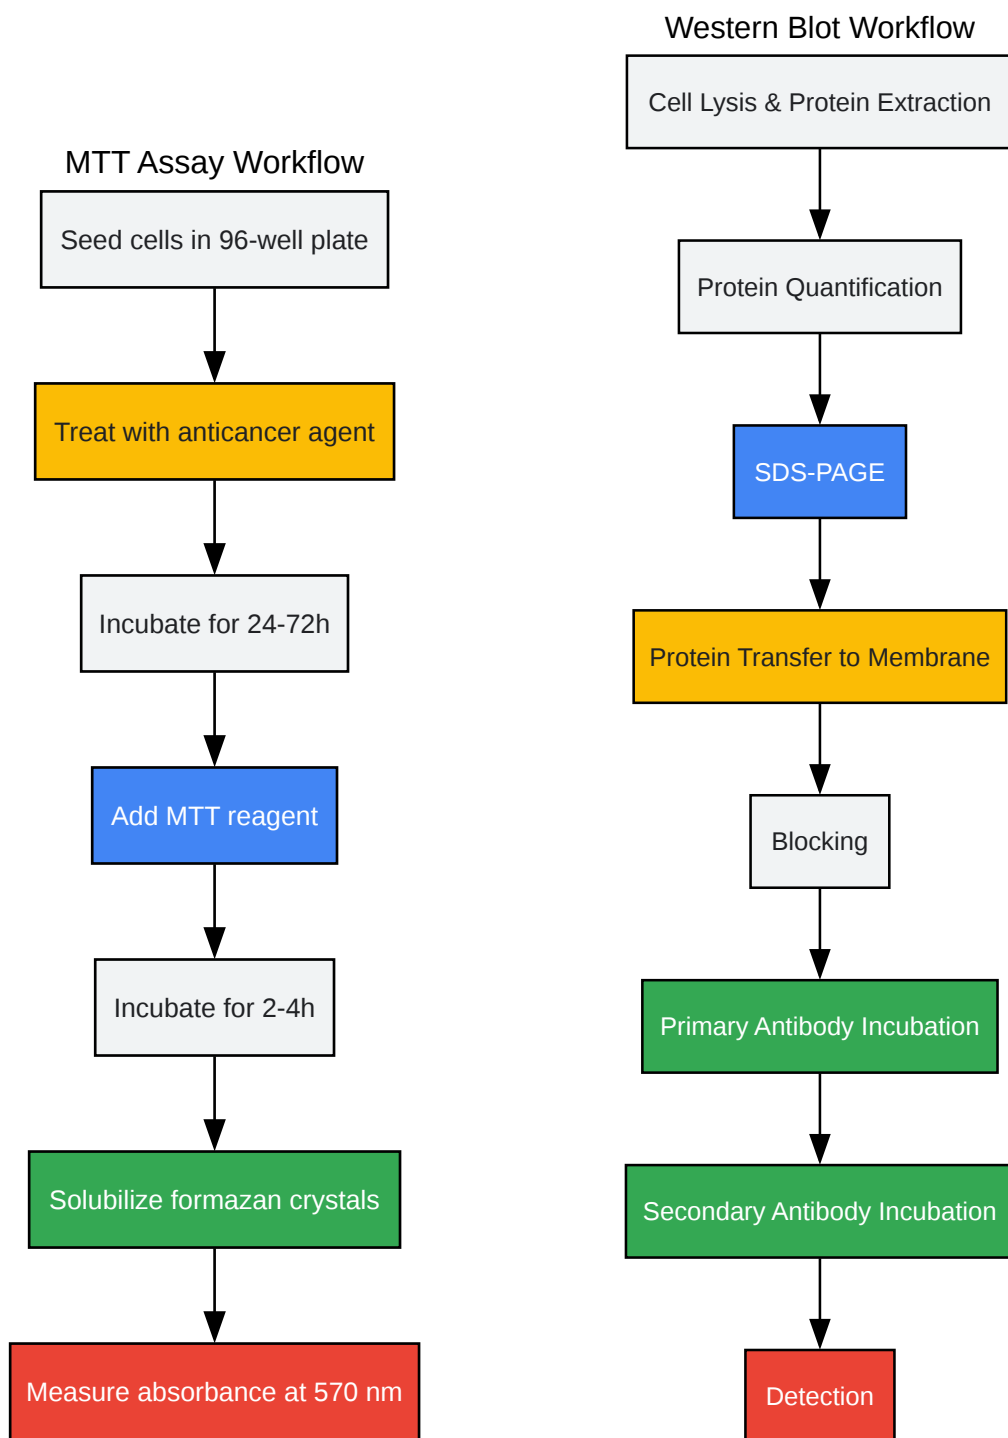 MTT Assay Workflow
Seed cells in 96-well plate
Treat with anticancer agent
Incubate for 24-72h
Add MTT reagent
Incubate for 2-4h
Solubilize formazan crystals
Measure absorbance at 570 nm
Western Blot Workflow
Cell Lysis & Protein Extraction
Protein Quantification
SDS-PAGE
Protein Transfer to Membrane
Blocking
Primary Antibody Incubation
Secondary Antibody Incubation
Detection